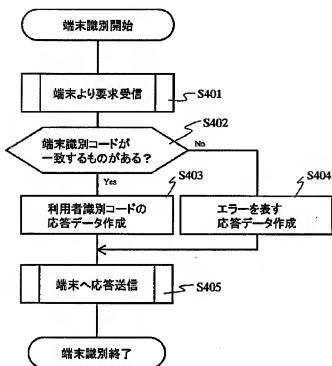 端末識別開始
端末より要求受信
S401
端末識別コードが
一致するものがある?
S402
No
Yes
S403
利用者識別コードの
応答データ作成
S404
エラーを表す
応答データ作成
端末へ応答送信
S405
端末識別終了